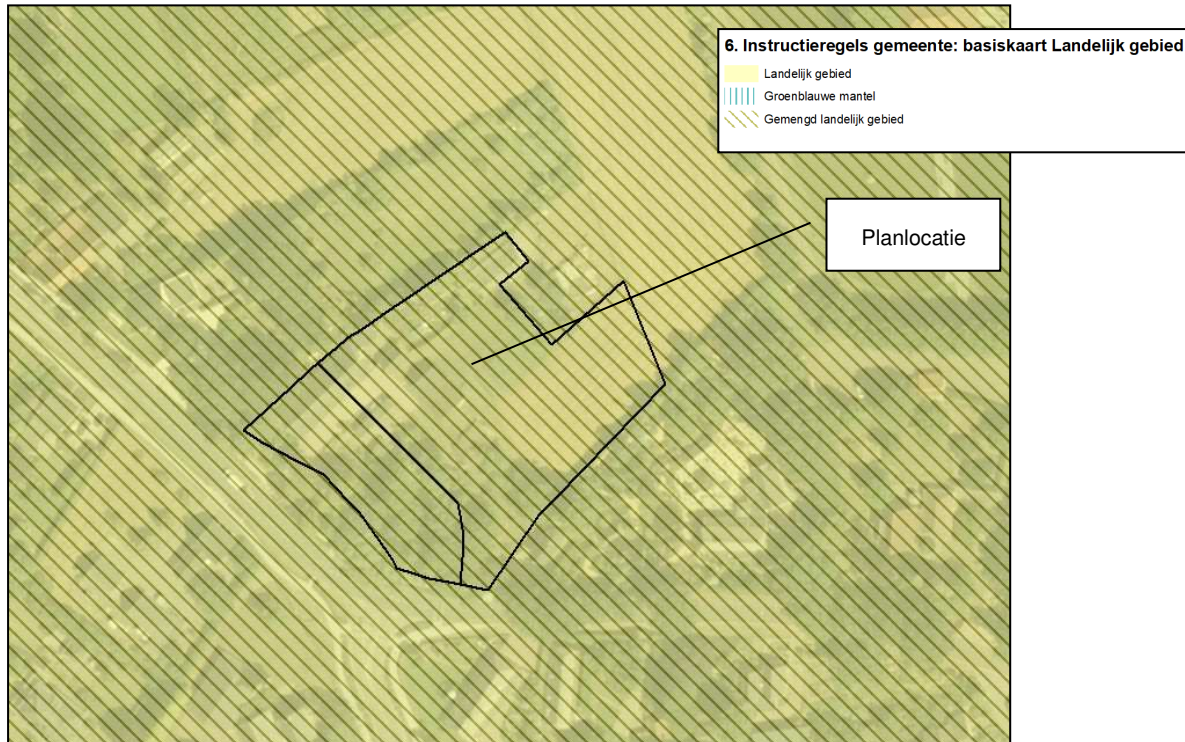 6. Instructieregels gemeente: basiskaart Landelijk gebied
Landelijk gebied
Groenblauwe mantel
Gemengd landelijk gebied
Planlocatie